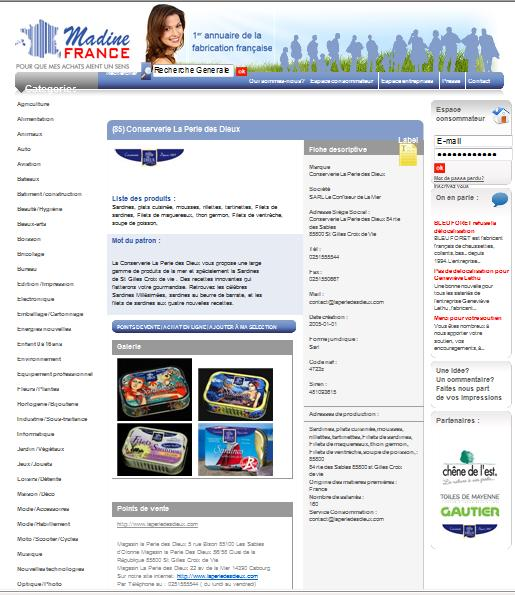 Madine
FRANCE
POUR QUE MES ACHATS AIENT UN SENS
1er annuaire de la
fabrication française
Recherche Generale
ok
Qui sommes-nous?
Espace consommateur
Espace entreprises
Presse
Contact
Categories
Agriculture
Alimentation
Animaux
Auto
Aviation
Bateaux
Batiment/construction
Beauté/Hygiène
Beaux-arts
Boisson
Bricolage
Bureau
Edition/Impression
Electronique
Emballage/Cartonnage
Energies nouvelles
Enfant 0 à 16 ans
Environnement
Equipement professionnel
Fleurs/Plantes
Horlogerie/Bijouterie
Industrie/Sous-traitance
Informatique
Jardin/Végétaux
Jeux/Jouets
Loisirs/Détente
Maison/Déco
Mode/Accessoires
Mode/Habillement
Moto/Scooter/Cycles
Musique
Nouvelles technologies
Optique/Photo
(85) Conserverie La Perle des Dieux
Label
Liste des produits :
Sardines, plats cuisinés, mousses, rillettes, tartinettes, Filets de
sardines, Filets de maquereaux, thon germon, Filets de ventrèche,
soupe de poisson.
Mot du patron :
La Conserverie La Perle des Dieux vous propose une large
gamme de produits de la mer et spécialement la Sardines
de St Gilles Croix de vie. Des recettes innovantes qui
flatterons votre gourmandise. Retrouvez les célèbres
Sardines Millésimées, sardines au beurre de baratte, et les
filets de sardines aux quatre nouvelles recettes.
POINTS DE VENTE | ACHAT EN LIGNE | AJOUTER À MA SELECTION
Galerie
Points de vente
http://www.laperledesdieux.com
Magasin la Perle des Dieux 5 rue Bison 85100 Les Sables
d'Olonne Magasin la Perle des Dieux 56/58 Quai de la
République 85800 St Gilles Croix de Vie
Magasin La Perle des Dieux 22 av de la Mer 14390 Cabourg
Sur notre site internet: http://www.laperledesdieux.com
Par Téléphone au : 0251555544 ( du lundi au vendredi)
Fiche descriptive
Marque
Conserverie La Perle des Dieux
Société
SARL Le Confiseur de La Mer
Adresse Siège Social :
Conserverie La Perle des Dieux 84 rte
des Sables
85800 St Gilles Croix de Vie
Tél :
0251555544
Fax :
0251550867
Mail :
contact@laperledesdieux.com
Date création :
2005-01-01
Forme juridique :
Sarl
Code naf :
4723z
Siren :
Adresses de production :
Sardines, plats cuisinés, mousses,
rillettes, tartinettes, Filets de sardines,
Filets de maquereaux, thon germon,
Filets de ventrèche, soupe de poisson, :
85800
84 rte des Sables 85800 st Gilles Croix
de vie
Origine des matieres premières :
France
Nombre de salariés :
160
Service Consommation :
contact@laperledesdieux.com
Espace
consommateur
E-mail
ok
Mot de passe perdu?
Inscrivez vous
On en parle :
BLEUFORET refuse la
délocalisation
BLEUFORET est fabricant
français de chaussettes,
collants, bas.. depuis
1994. L'entreprise...
Pas de délocalisation pour
Geneviève Lethu
Une bonne nouvelle pour
tous les salariés de
l'entreprise Geneviève
Lethu, fabricant...
Merci pour votre soutien
Vous êtes nombreux à
nous apporter votre
soutien, vos
encouragements, à...
Une Idée?
Un commentaire?
Faites nous part
de vos impressions
Partenaires :
chêne de l'est.
TOILES DE MAYENNE
GAUTIER